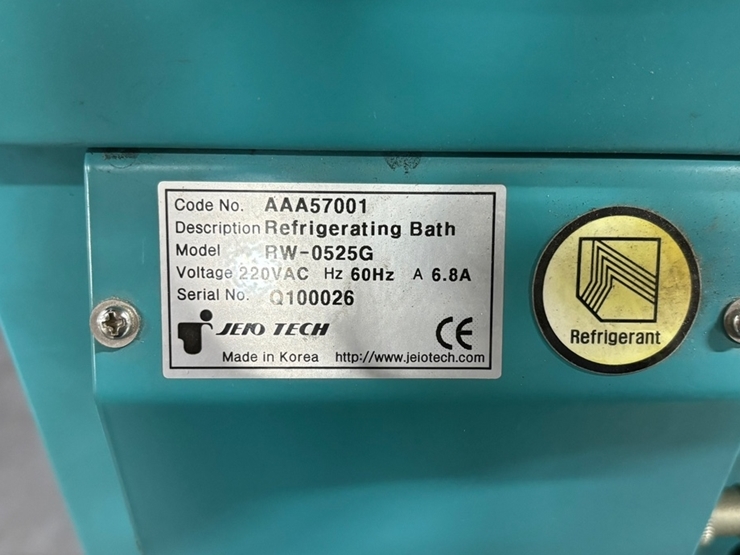 Code No. AAA57001
Description Refrigerating Bath
Model RW-0525G
Voltage 220VAC Hz 60Hz A 6.8A
Serial No. Q100026
JEIO TECH
CE
Made in Korea http://www.jeiotech.com
Refrigerant